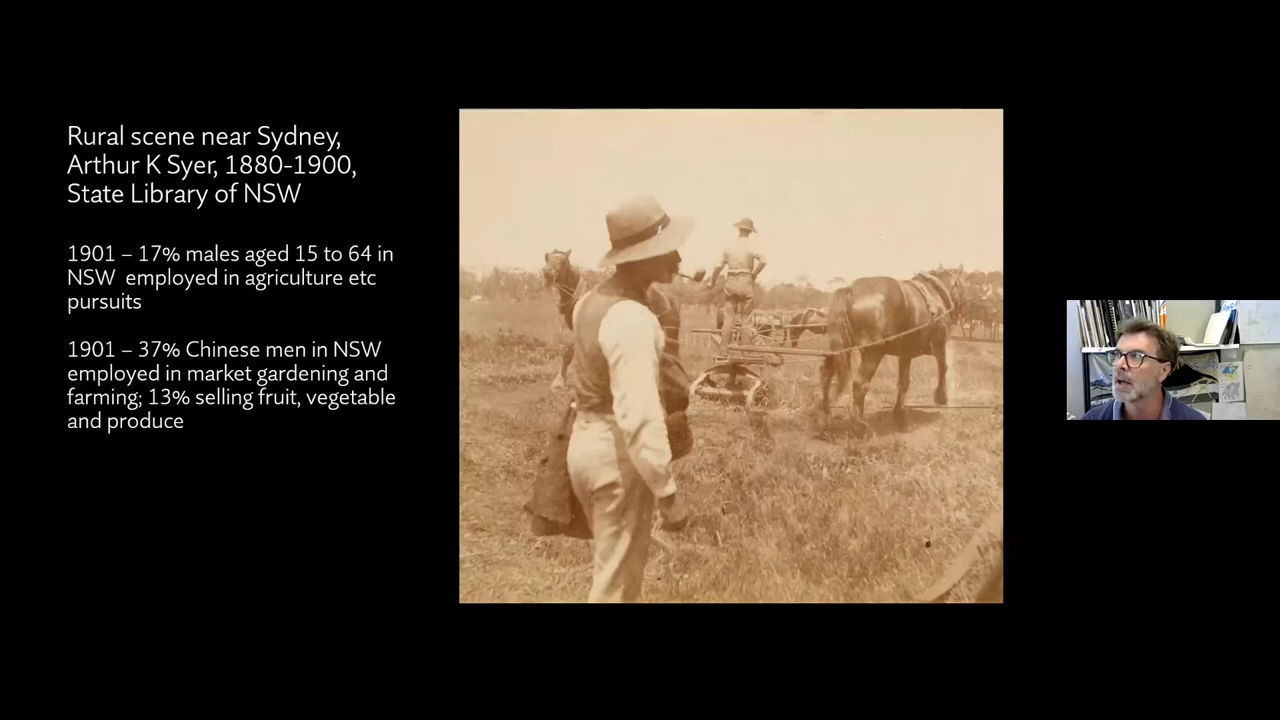 Rural scene near Sydney,
Arthur K Syer, 1880-1900,
State Library of NSW
1901 – 17% males aged 15 to 64 in
NSW employed in agriculture etc
pursuits
1901 – 37% Chinese men in NSW
employed in market gardening and
farming; 13% selling fruit, vegetable
and produce